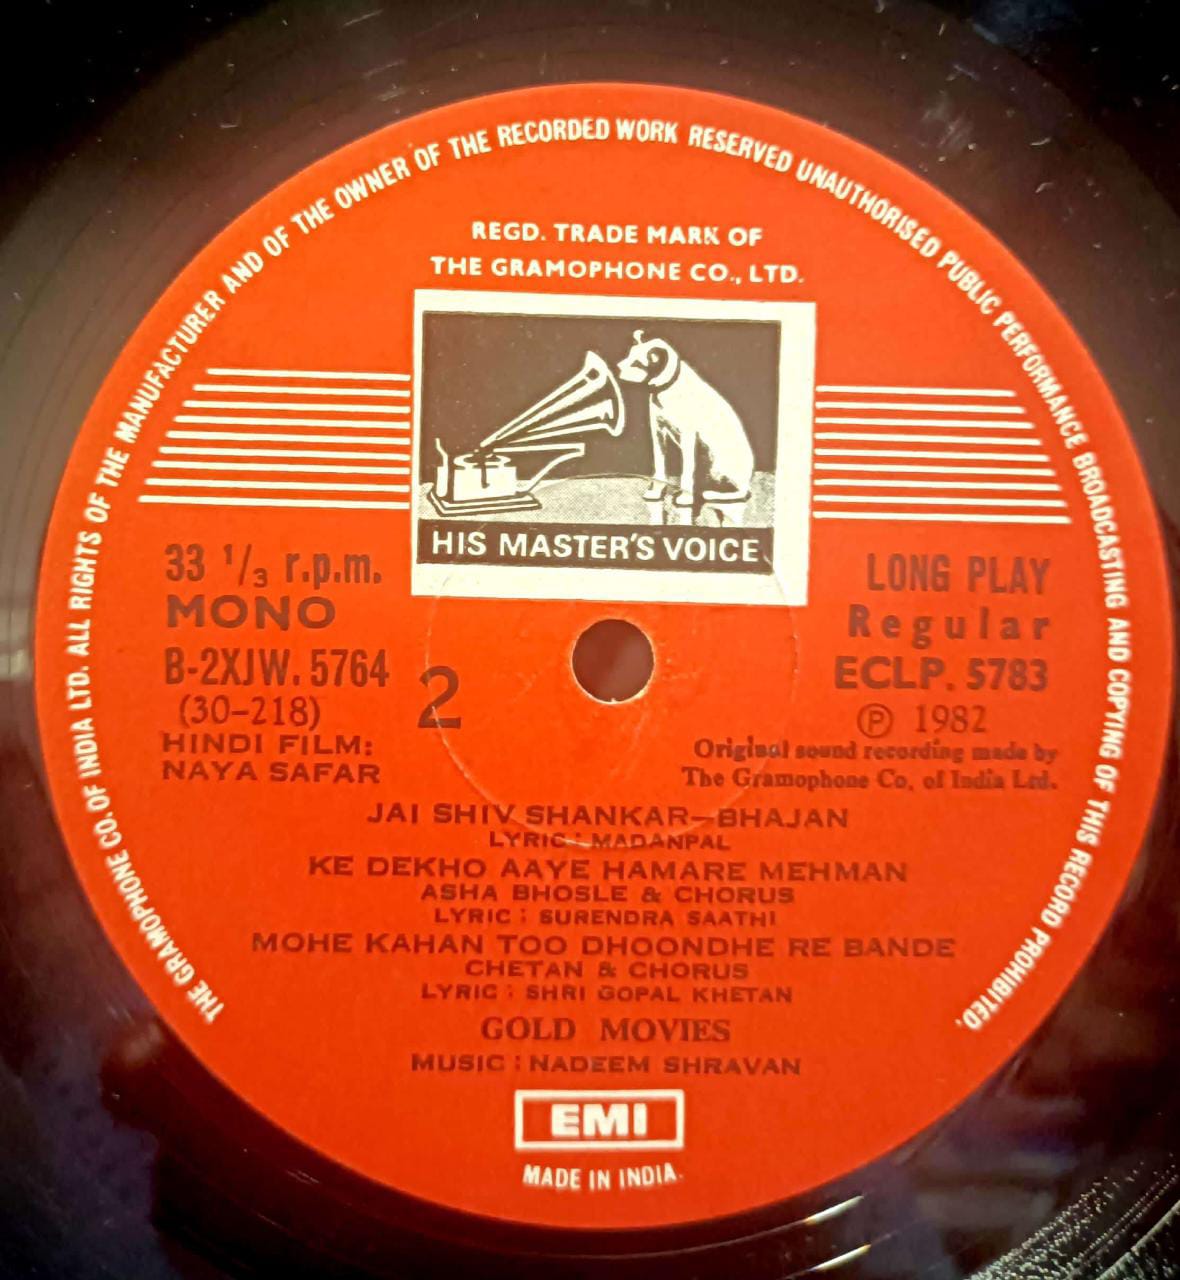 THE GRAMOPHONE CO. OF INDIA LTD. ALL RIGHTS OF THE MANUFACTURER AND OF THE OWNER OF THE RECORDED WORK RESERVED UNAUTHORISED PUBLIC PERFORMANCE BROADCASTING AND COPYING OF THIS RECORD PROHIBITED.
REGD. TRADE MARK OF
THE GRAMOPHONE CO., LTD.
HIS MASTER'S VOICE
33 1/3 r.p.m.
MONO
B-2XJW. 5764
(30-218)
HINDI FILM:
NAYA SAFAR
2
LONG PLAY
Regular
ECLP. 5783
℗ 1982
Original sound recording made by
The Gramophone Co, of India Ltd.
JAI SHIV SHANKAR-BHAJAN
LYRIC : MADANPAL
KE DEKHO AAYE HAMARE MEHMAN
ASHA BHOSLE & CHORUS
LYRIC : SURENDRA SAATHI
MOHE KAHAN TOO DHOONDHE RE BANDE
CHETAN & CHORUS
LYRIC : SHRI GOPAL KHETAN
GOLD MOVIES
MUSIC : NADEEM SHRAVAN
EMI
MADE IN INDIA.